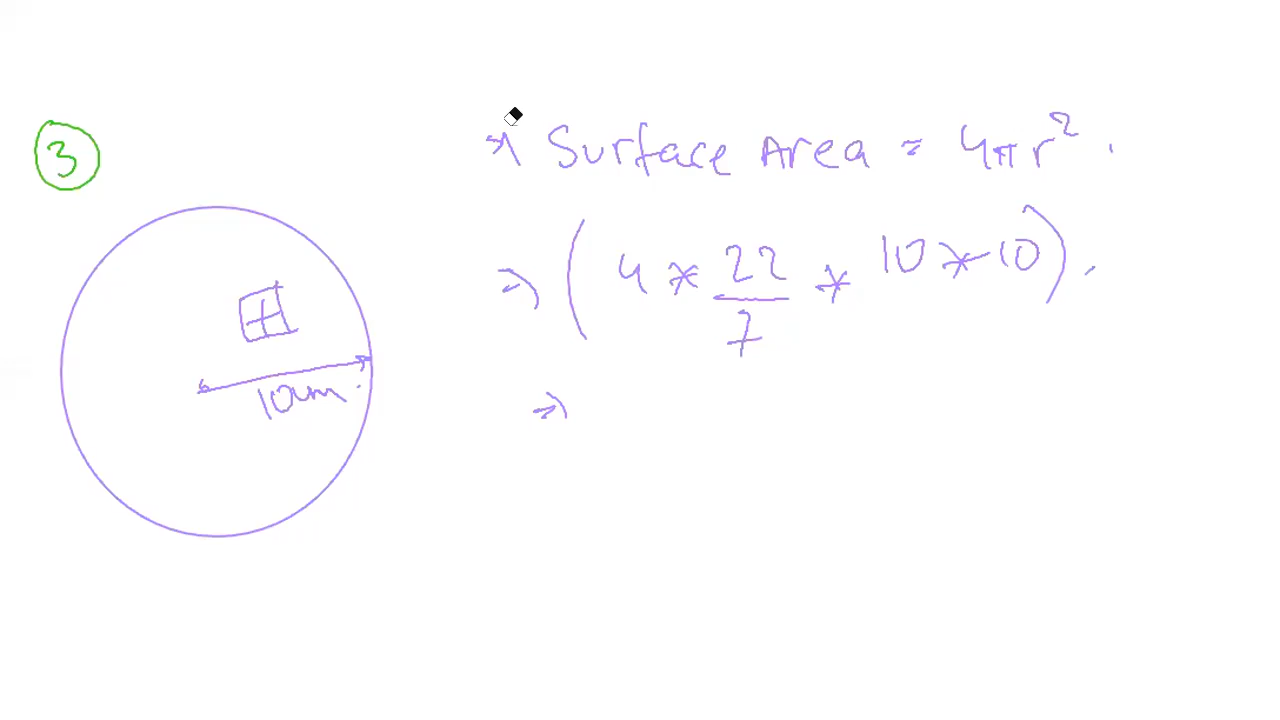 3
⇒ Surface Area = 4πr².
⇒ (4 * 22/7 * 10*10).
10cm.
⇒